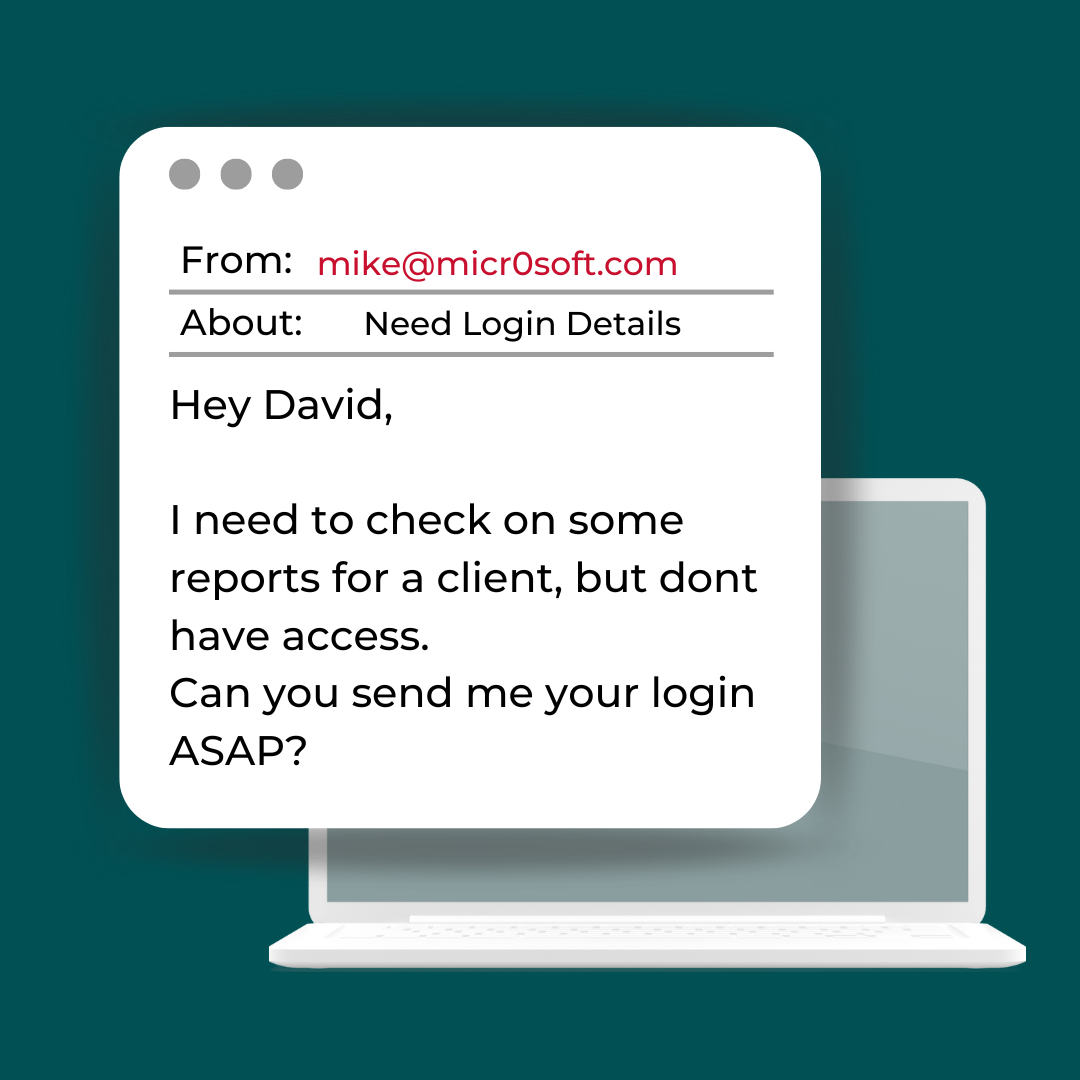 From: mike@micr0soft.com
About: Need Login Details
Hey David,
I need to check on some
reports for a client, but dont
have access.
Can you send me your login
ASAP?